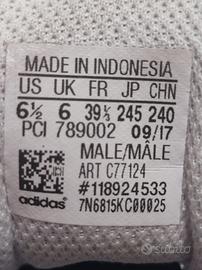 MADE IN INDONESIA
US UK FR JP CHN
6½ 6 39⅓ 245 240
PCI 789002 09/17
MALE/MÂLE
ART C77124
#118924533
adidas 7N6815KC00025
subito